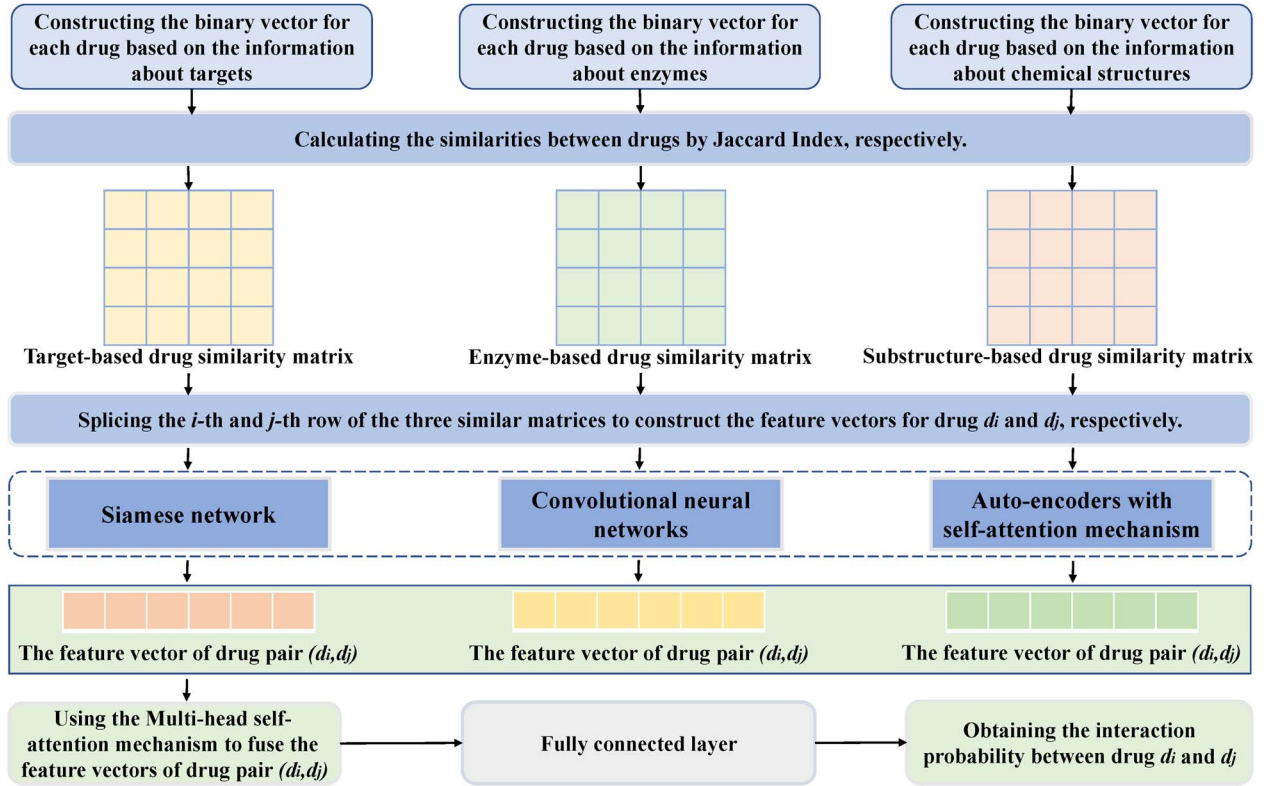 Constructing the binary vector for
each drug based on the information
about targets
Constructing the binary vector for
each drug based on the information
about enzymes
Constructing the binary vector for
each drug based on the information
about chemical structures
Calculating the similarities between drugs by Jaccard Index, respectively.
Target-based drug similarity matrix
Enzyme-based drug similarity matrix
Substructure-based drug similarity matrix
Splicing the i-th and j-th row of the three similar matrices to construct the feature vectors for drug di and dj, respectively.
Siamese network
Convolutional neural
networks
Auto-encoders with
self-attention mechanism
The feature vector of drug pair (di,dj)
The feature vector of drug pair (di,dj)
The feature vector of drug pair (di,dj)
Using the Multi-head self-
attention mechanism to fuse the
feature vectors of drug pair (di,dj)
Fully connected layer
Obtaining the interaction
probability between drug di and dj